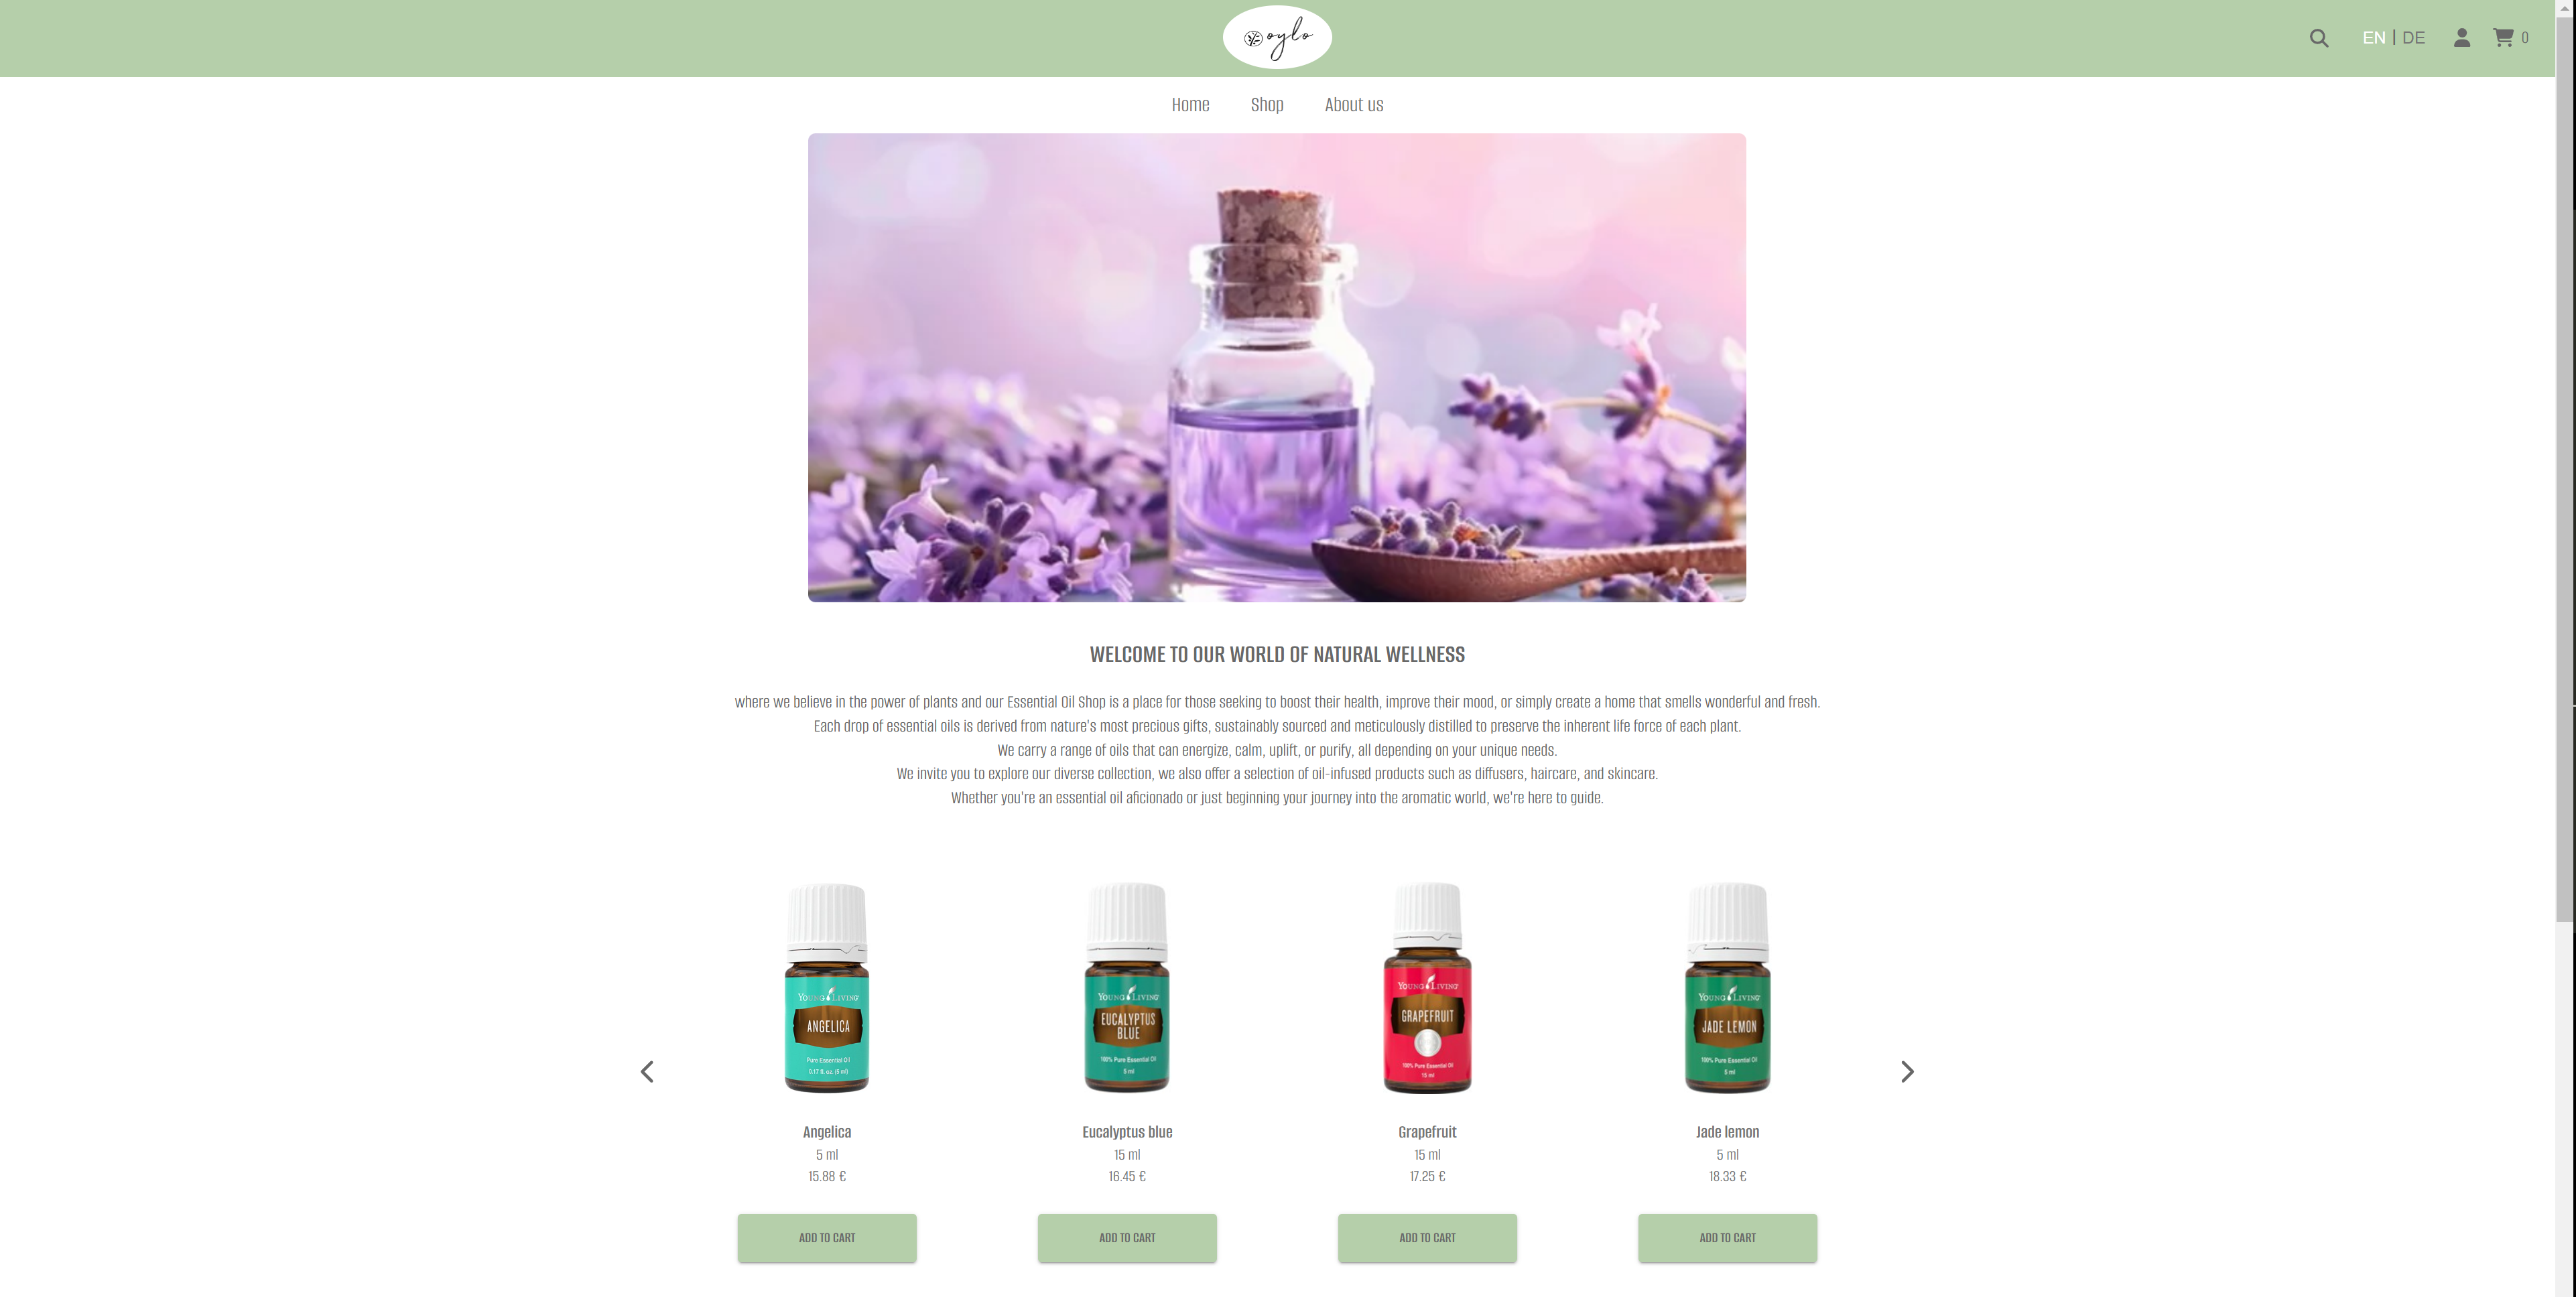 oylo
EN | DE
0
Home Shop About us
WELCOME TO OUR WORLD OF NATURAL WELLNESS
where we believe in the power of plants and our Essential Oil Shop is a place for those seeking to boost their health, improve their mood, or simply create a home that smells wonderful and fresh.
Each drop of essential oils is derived from nature's most precious gifts, sustainably sourced and meticulously distilled to preserve the inherent life force of each plant.
We carry a range of oils that can energize, calm, uplift, or purify, all depending on your unique needs.
We invite you to explore our diverse collection, we also offer a selection of oil-infused products such as diffusers, haircare, and skincare.
Whether you're an essential oil aficionado or just beginning your journey into the aromatic world, we're here to guide.
YOUNG LIVING
ANGELICA
Pure Essential Oil
0.17 fl. oz. (5 ml)
Angelica
5 ml
15.88 €
ADD TO CART
YOUNG LIVING
EUCALYPTUS
BLUE
100% Pure Essential Oil
5 ml
Eucalyptus blue
15 ml
16.45 €
ADD TO CART
YOUNG LIVING
GRAPEFRUIT
100% Pure Essential Oil
15 ml
Grapefruit
15 ml
17.25 €
ADD TO CART
YOUNG LIVING
JADE LEMON
100% Pure Essential Oil
5 ml
Jade lemon
5 ml
18.33 €
ADD TO CART